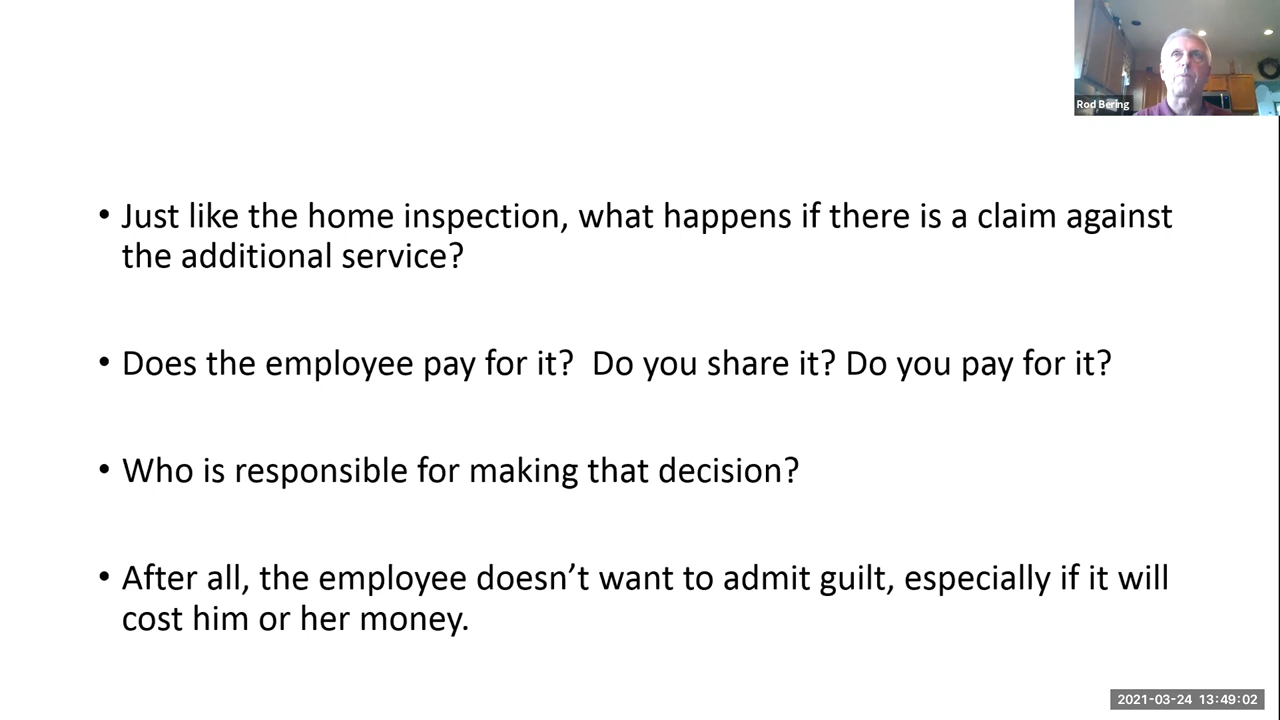 Rod Bering
• Just like the home inspection, what happens if there is a claim against
the additional service?
• Does the employee pay for it?  Do you share it? Do you pay for it?
• Who is responsible for making that decision?
• After all, the employee doesn’t want to admit guilt, especially if it will
cost him or her money.
2021-03-24 13:49:02